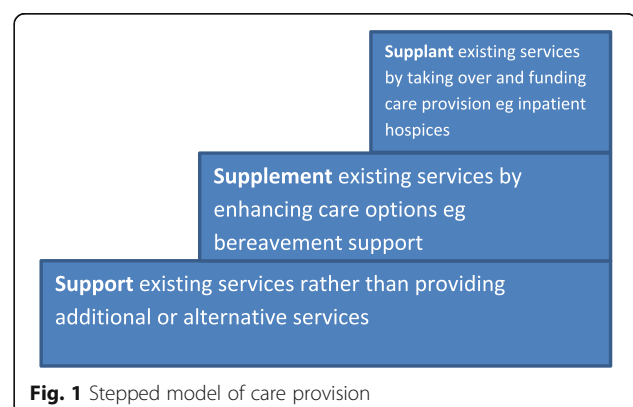 Supplant existing services
by taking over and funding
care provision eg inpatient
hospices
Supplement existing services by
enhancing care options eg
bereavement support
Support existing services rather than providing
additional or alternative services
Fig. 1 Stepped model of care provision